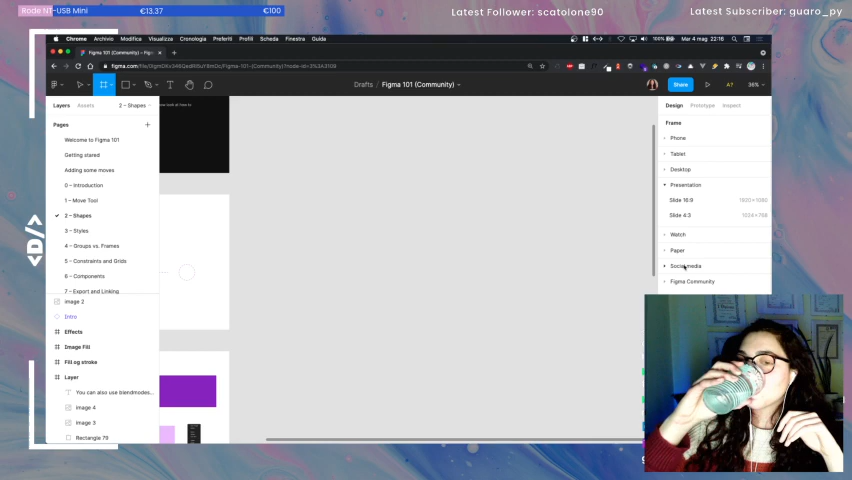 Rode NT-USB Mini €13.37 €100
Latest Follower: scatolone90
Latest Subscriber: guaro_py
Chrome Archivio Modifica Visualizza Cronologia Preferiti Profili Scheda Finestra Guida
100% Mar 4 mag 22:16
Figma 101 (Community) – Fig
Drafts / Figma 101 (Community)
Share
A?
36%
Layers Assets 2 – Shapes
Design Prototype Inspect
Pages
Welcome to Figma 101
Getting stared
Adding some moves
0 – Introduction
1 – Move Tool
2 – Shapes
3 – Styles
4 – Groups vs. Frames
5 – Constraints and Grids
6 – Components
7 – Export and Linking
image 2
Intro
Effects
Image Fill
Fill og stroke
Layer
You can also use blendmodes...
image 4
image 3
Rectangle 79
Frame
Phone
Tablet
Desktop
Presentation
Slide 16:9 1920×1080
Slide 4:3 1024×768
Watch
Paper
Social media
Figma Community
<D/>